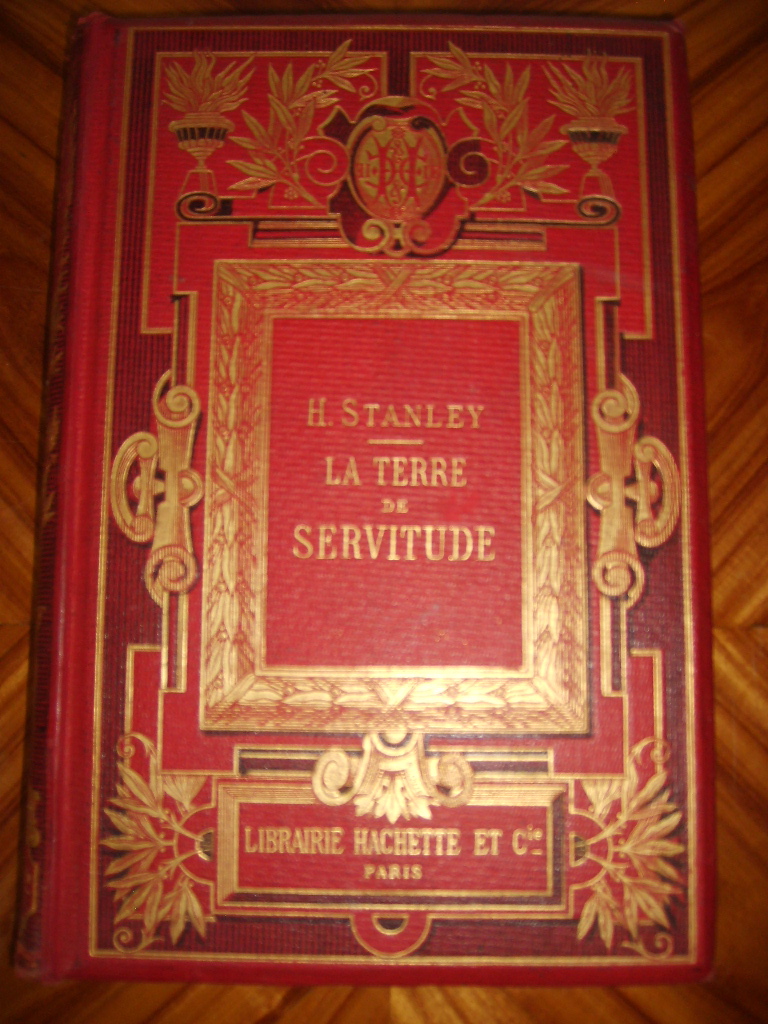 H. STANLEY
LA TERRE
DE
SERVITUDE
LIBRAIRIE HACHETTE ET Cie
PARIS